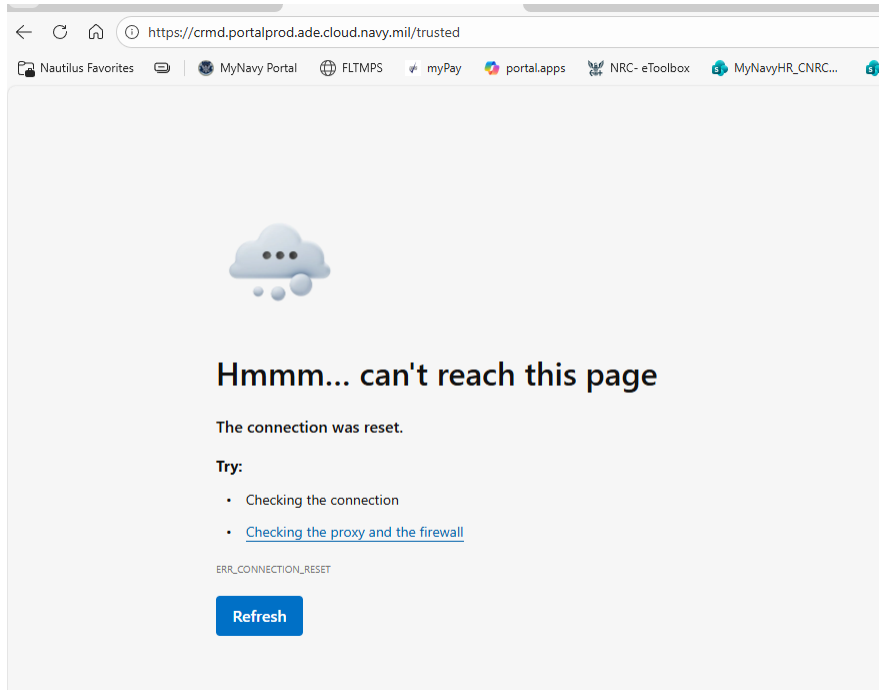 https://crmd.portalprod.ade.cloud.navy.mil/trusted
Nautilus Favorites MyNavy Portal FLTMPS myPay portal.apps NRC- eToolbox MyNavyHR_CNRC...
Hmmm... can't reach this page
The connection was reset.
Try:
• Checking the connection
• Checking the proxy and the firewall
ERR_CONNECTION_RESET
Refresh